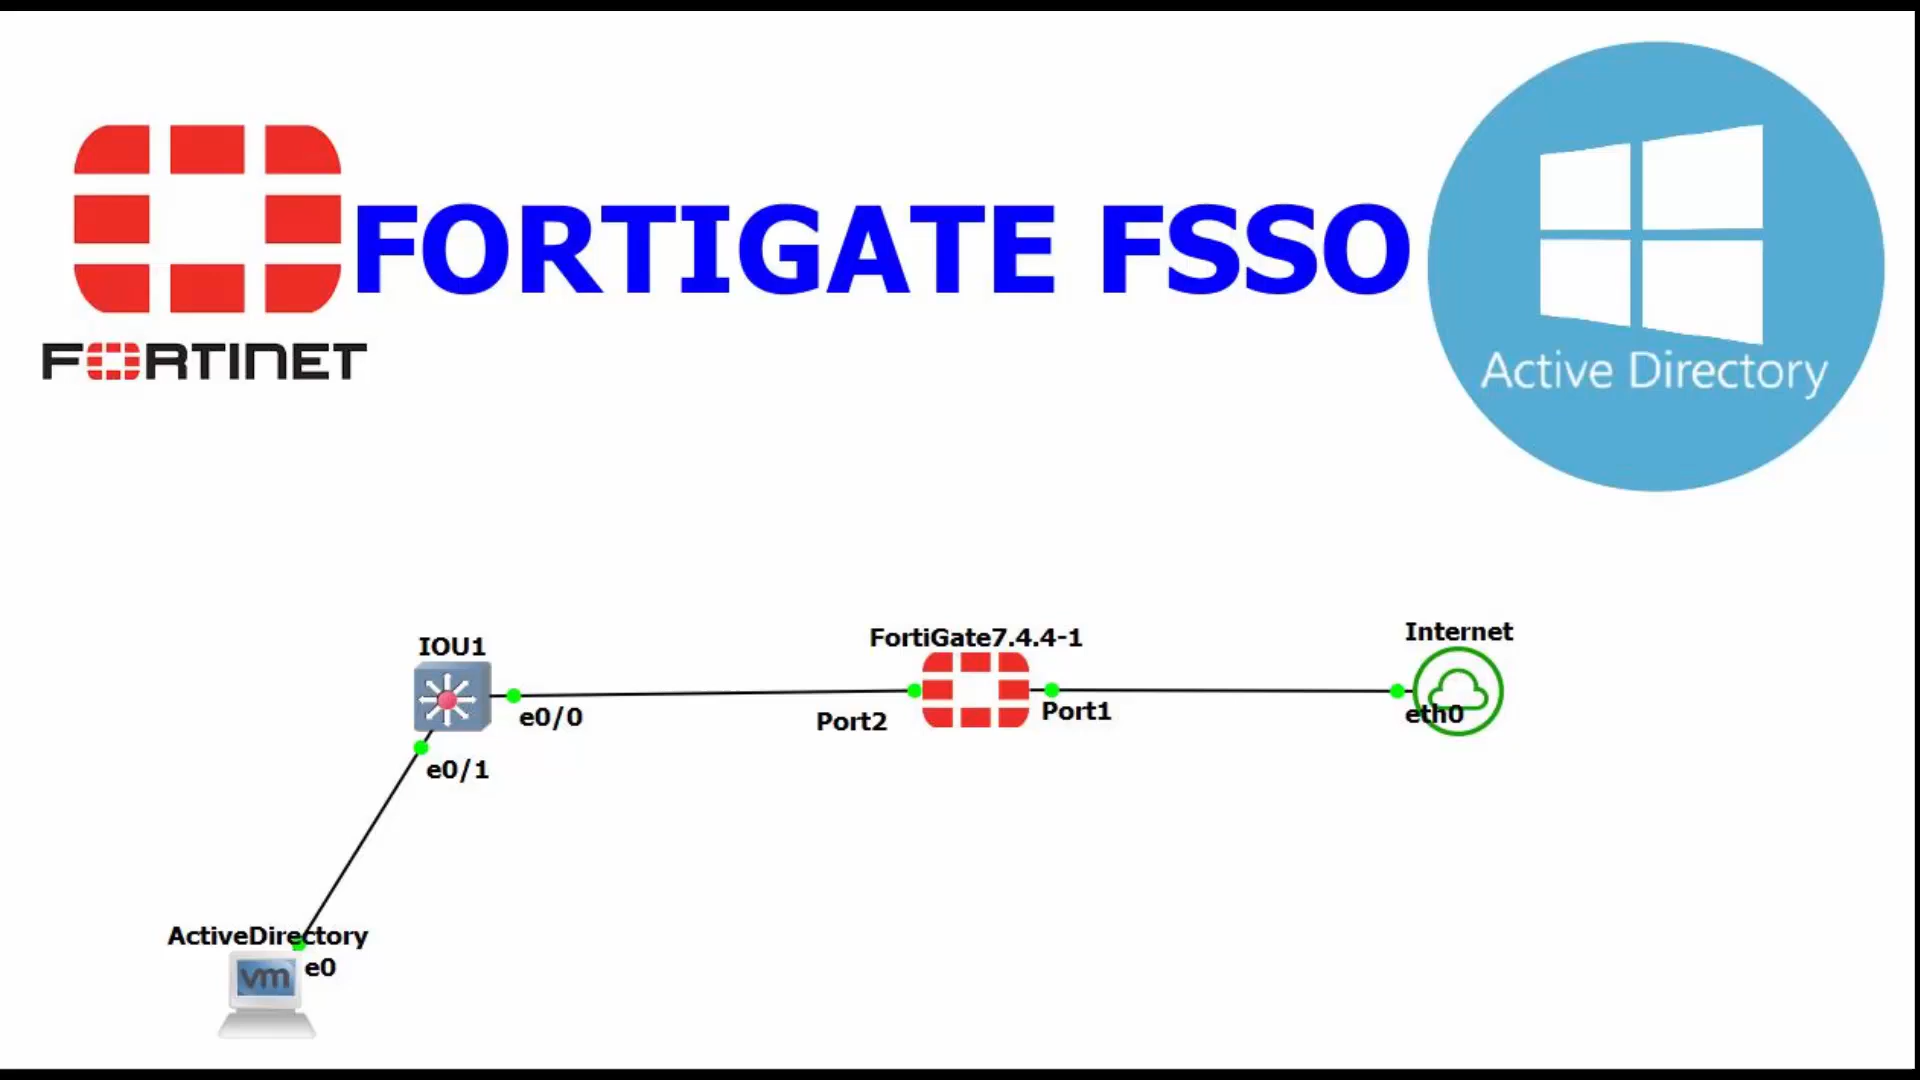 FORTIGATE FSSO
FORTINET
Active Directory
IOU1
e0/0
e0/1
FortiGate7.4.4-1
Port2
Port1
Internet
eth0
ActiveDirectory
e0
vm